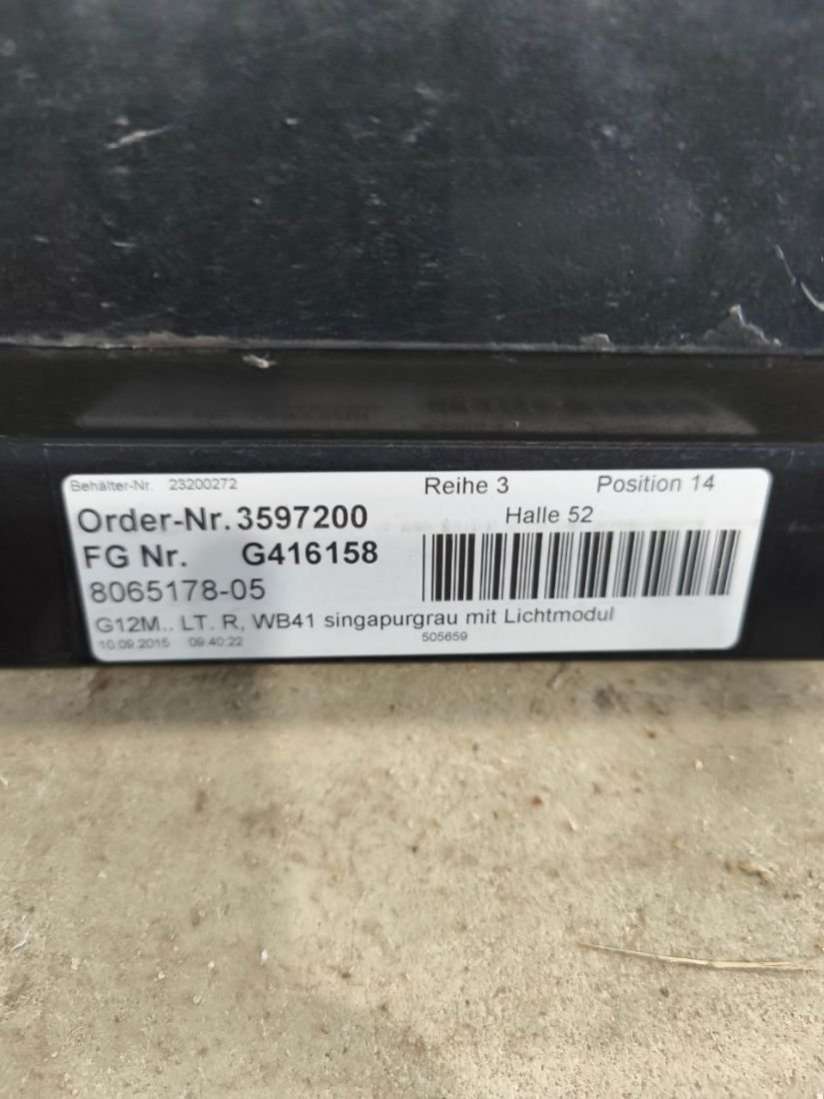 Behälter-Nr. 23200272 Reihe 3 Position 14
Order-Nr. 3597200 Halle 52
FG Nr. G416158
8065178-05
G12M.. LT. R, WB41 singapurgrau mit Lichtmodul
10.09.2015 09:40:22 505659